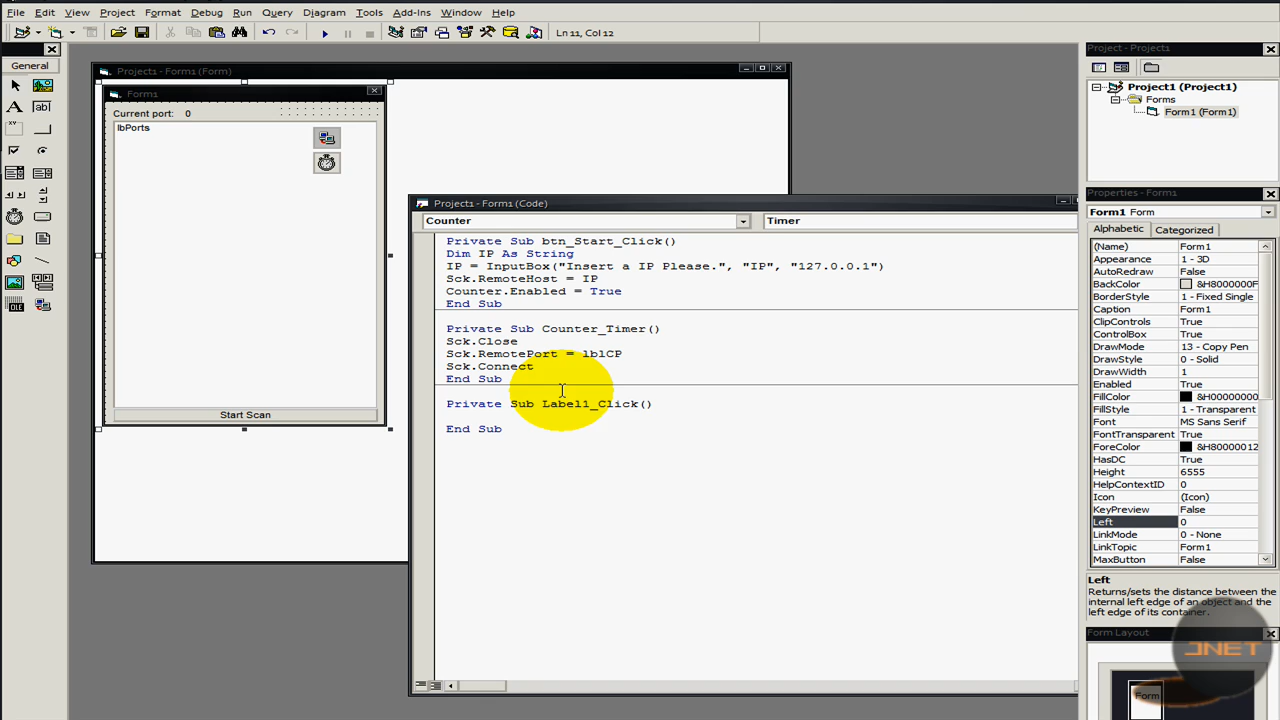 File Edit View Project Format Debug Run Query Diagram Tools Add-Ins Window Help
Ln 11, Col 12
General
Project1 - Form1 (Form)
Form1
Current port: 0
lbPorts
Start Scan
Project1 - Form1 (Code)
Counter Timer
Private Sub btn_Start_Click()
Dim IP As String
IP = InputBox("Insert a IP Please.", "IP", "127.0.0.1")
Sck.RemoteHost = IP
Counter.Enabled = True
End Sub
Private Sub Counter_Timer()
Sck.Close
Sck.RemotePort = lblCP
Sck.Connect
End Sub
Private Sub Label1_Click()
End Sub
Project - Project1
Project1 (Project1)
Forms
Form1 (Form1)
Properties - Form1
Form1 Form
Alphabetic Categorized
(Name) Form1
Appearance 1 - 3D
AutoRedraw False
BackColor &H8000000F
BorderStyle 1 - Fixed Single
Caption Form1
ClipControls True
ControlBox True
DrawMode 13 - Copy Pen
DrawStyle 0 - Solid
DrawWidth 1
Enabled True
FillColor &H00000000
FillStyle 1 - Transparent
Font MS Sans Serif
FontTransparent True
ForeColor &H80000012
HasDC True
Height 6555
HelpContextID 0
Icon (Icon)
KeyPreview False
Left 0
LinkMode 0 - None
LinkTopic Form1
MaxButton False
Left
Returns/sets the distance between the
internal left edge of an object and the
left edge of its container.
Form Layout
JNET
Form